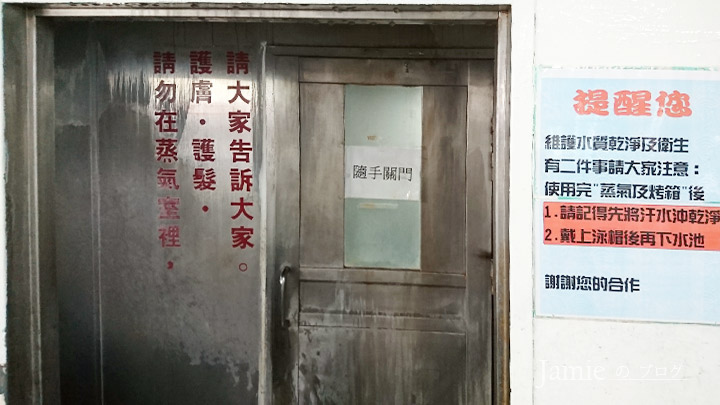 請勿在蒸氣室裡，
護膚・護髮・
請大家告訴大家。
隨手關門
提醒您
維護水質乾淨及衛生
有二件事請大家注意：
使用完"蒸氣及烤箱"後
1.請記得先將汗水沖乾淨
2.戴上泳帽後再下水池
謝謝您的合作
Jamie の ブログ